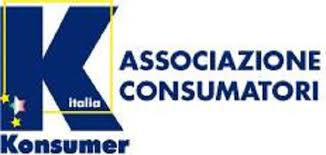 K
italia
Konsumer
ASSOCIAZIONE
CONSUMATORI